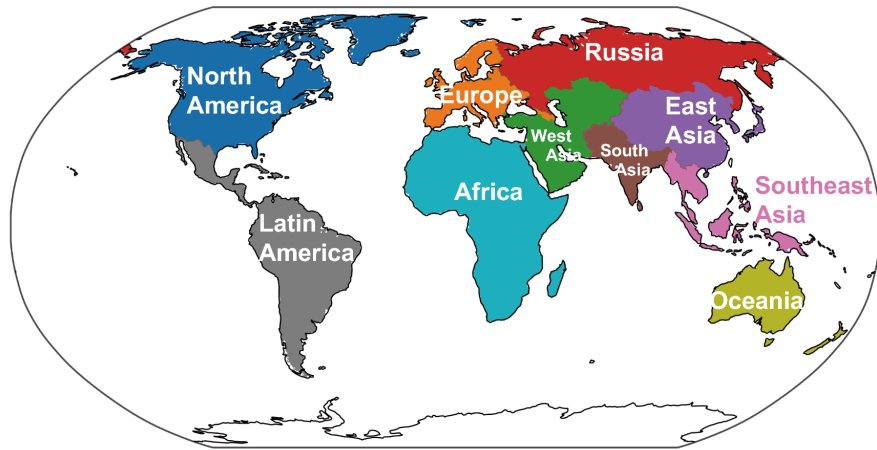 North
America
Europe
Russia
East
Asia
West
Asia
South
Asia
Southeast
Asia
Africa
Latin
America
Oceania